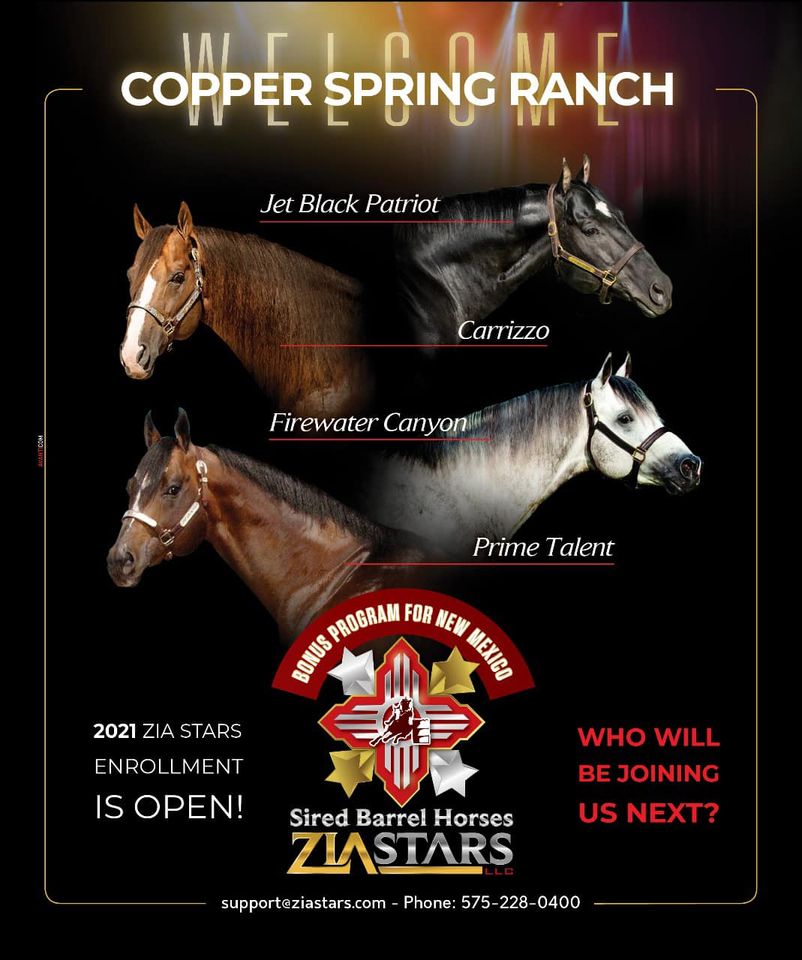 WELCOME
COPPER SPRING RANCH
Jet Black Patriot
Carrizzo
Firewater Canyon
Prime Talent
BONUS PROGRAM FOR NEW MEXICO
2021 ZIA STARS
ENROLLMENT
IS OPEN!
WHO WILL
BE JOINING
US NEXT?
Sired Barrel Horses
ZIASTARS
LLC
support@ziastars.com - Phone: 575-228-0400